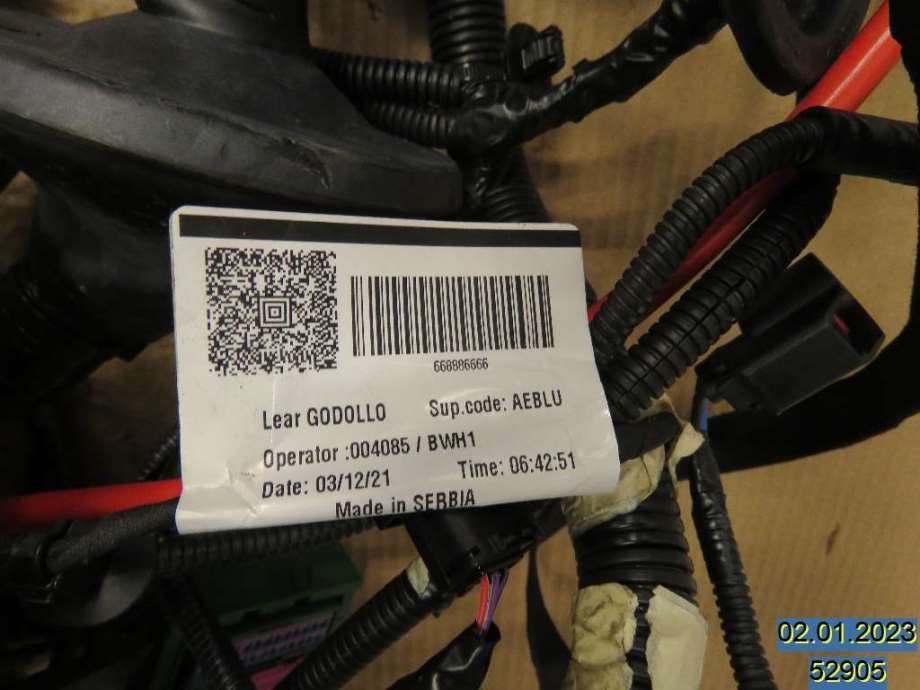 668886666
Lear GODOLLO Sup.code: AEBLU
Operator :004085 / BWH1
Date: 03/12/21 Time: 06:42:51
Made in SERBIA
02.01.2023
52905